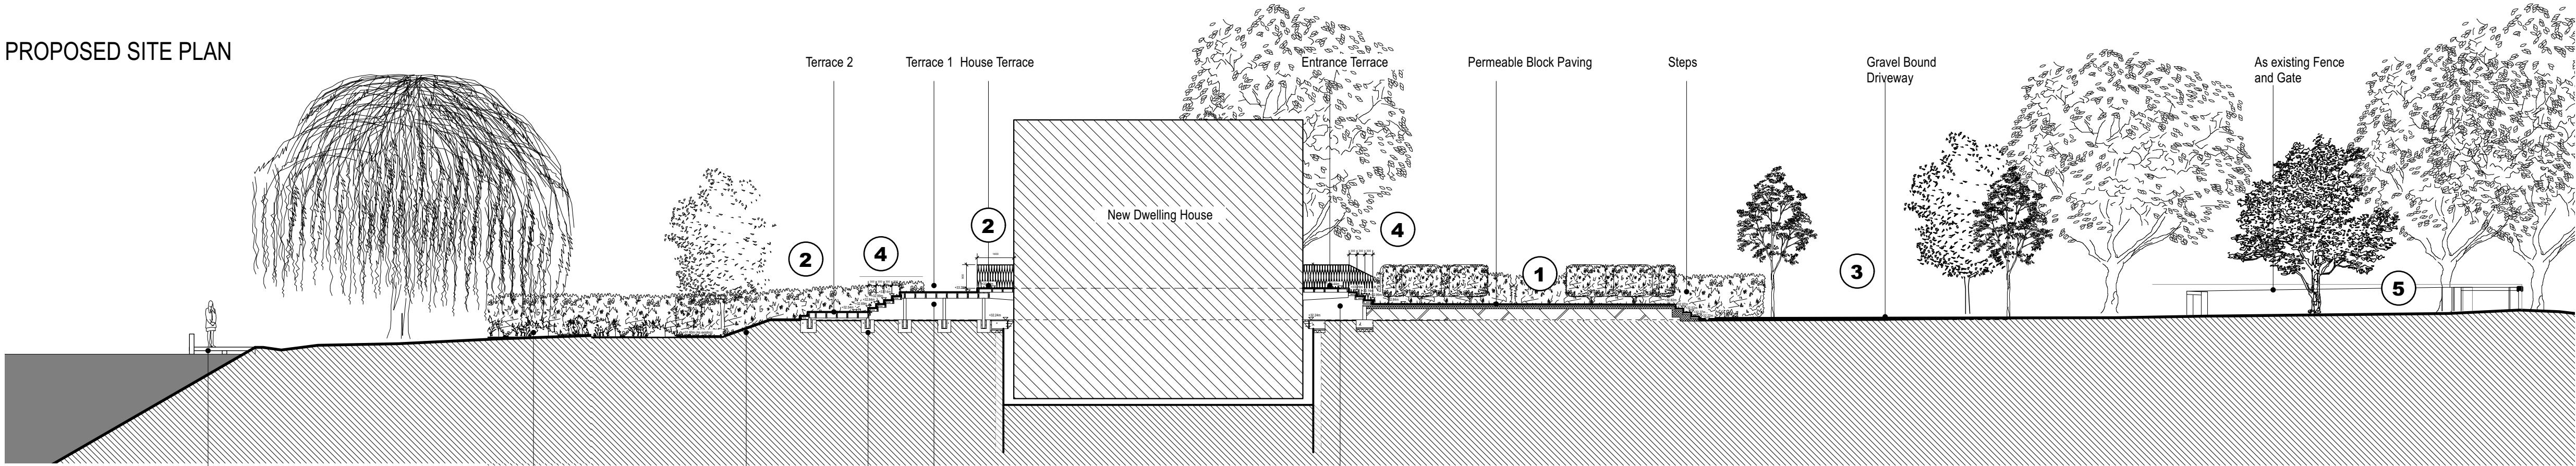 PROPOSED SITE PLAN
Terrace 2
Terrace 1
House Terrace
Entrance Terrace
Permeable Block Paving
Steps
Gravel Bound
Driveway
As existing Fence
and Gate
New Dwelling House
2
4
2
4
1
3
5